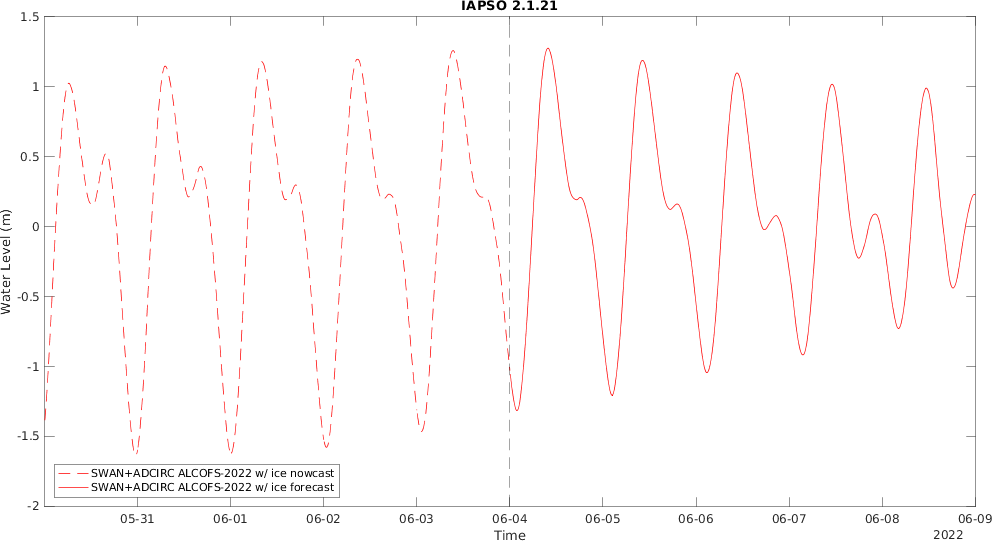 IAPSO 2.1.21
1.5
1
0.5
0
-0.5
-1
-1.5
-2
Water Level (m)
SWAN+ADCIRC ALCOFS-2022 w/ ice nowcast
SWAN+ADCIRC ALCOFS-2022 w/ ice forecast
05-31 06-01 06-02 06-03 06-04 06-05 06-06 06-07 06-08 06-09
Time
2022